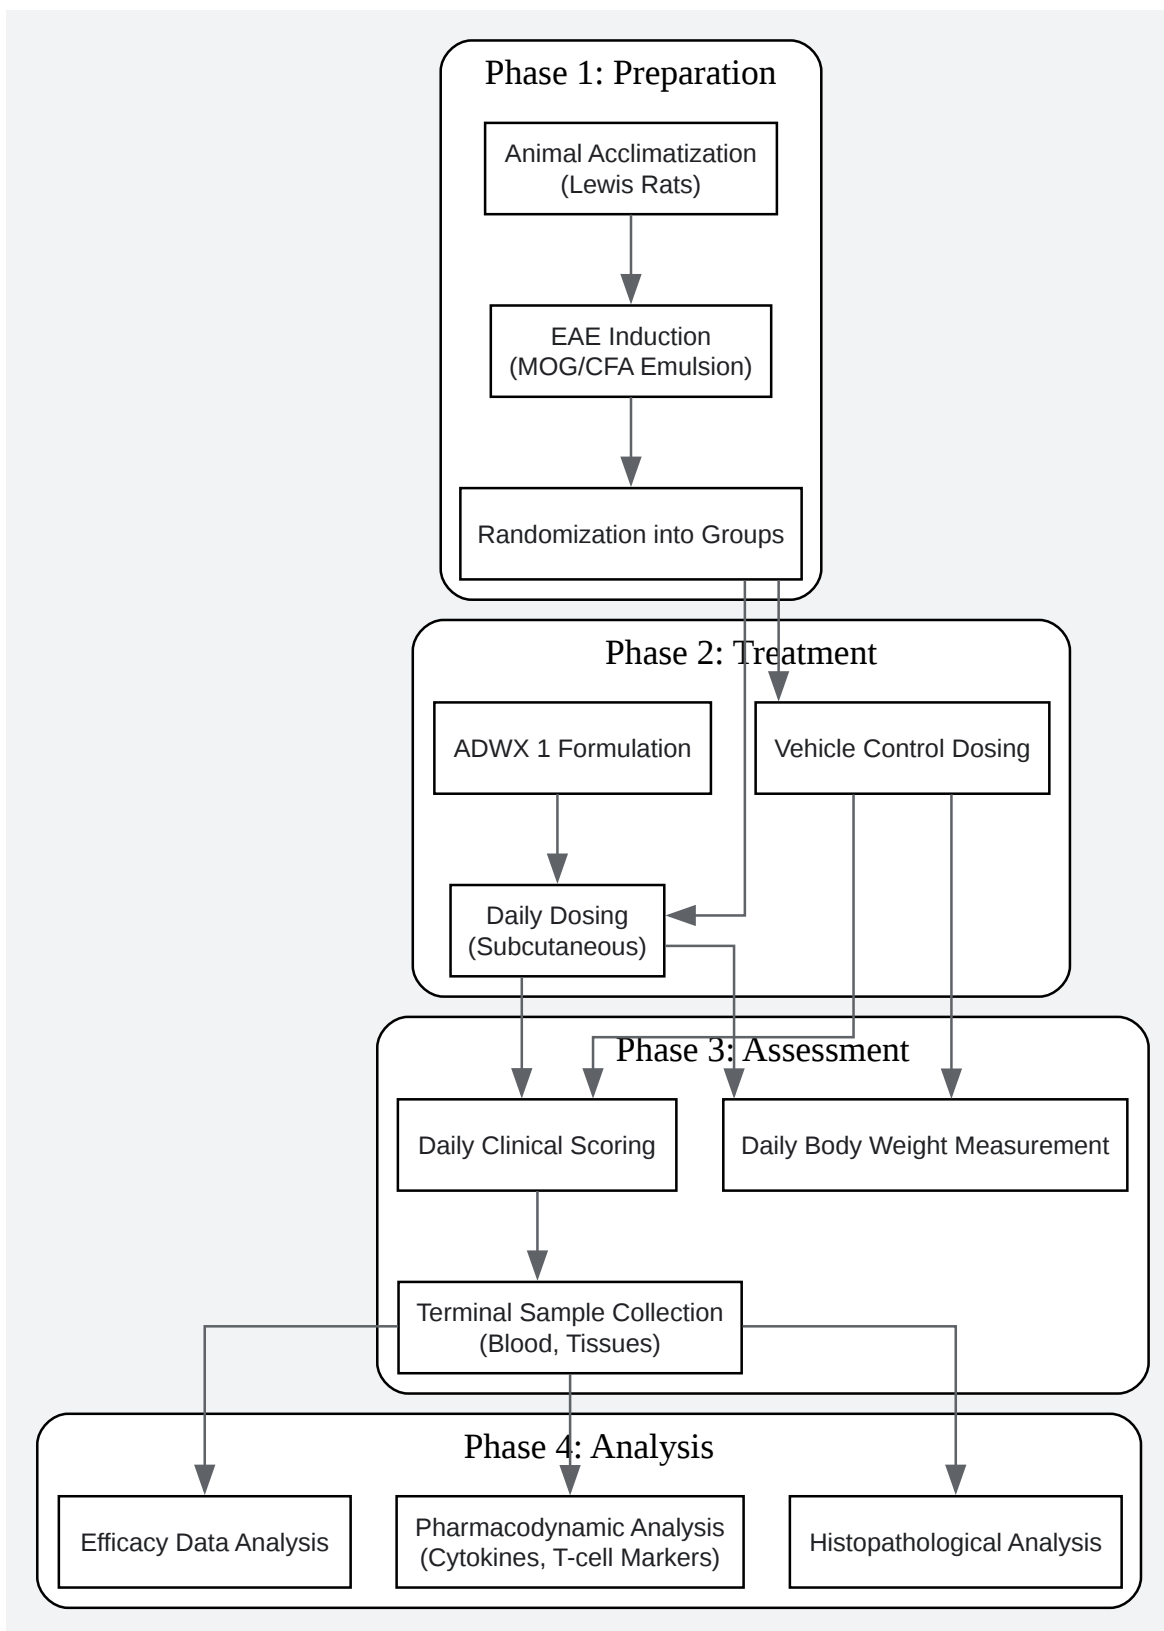 Phase 1: Preparation
Animal Acclimatization
(Lewis Rats)
EAE Induction
(MOG/CFA Emulsion)
Randomization into Groups
Phase 2: Treatment
ADWX 1 Formulation
Vehicle Control Dosing
Daily Dosing
(Subcutaneous)
Phase 3: Assessment
Daily Clinical Scoring
Daily Body Weight Measurement
Terminal Sample Collection
(Blood, Tissues)
Phase 4: Analysis
Efficacy Data Analysis
Pharmacodynamic Analysis
(Cytokines, T-cell Markers)
Histopathological Analysis